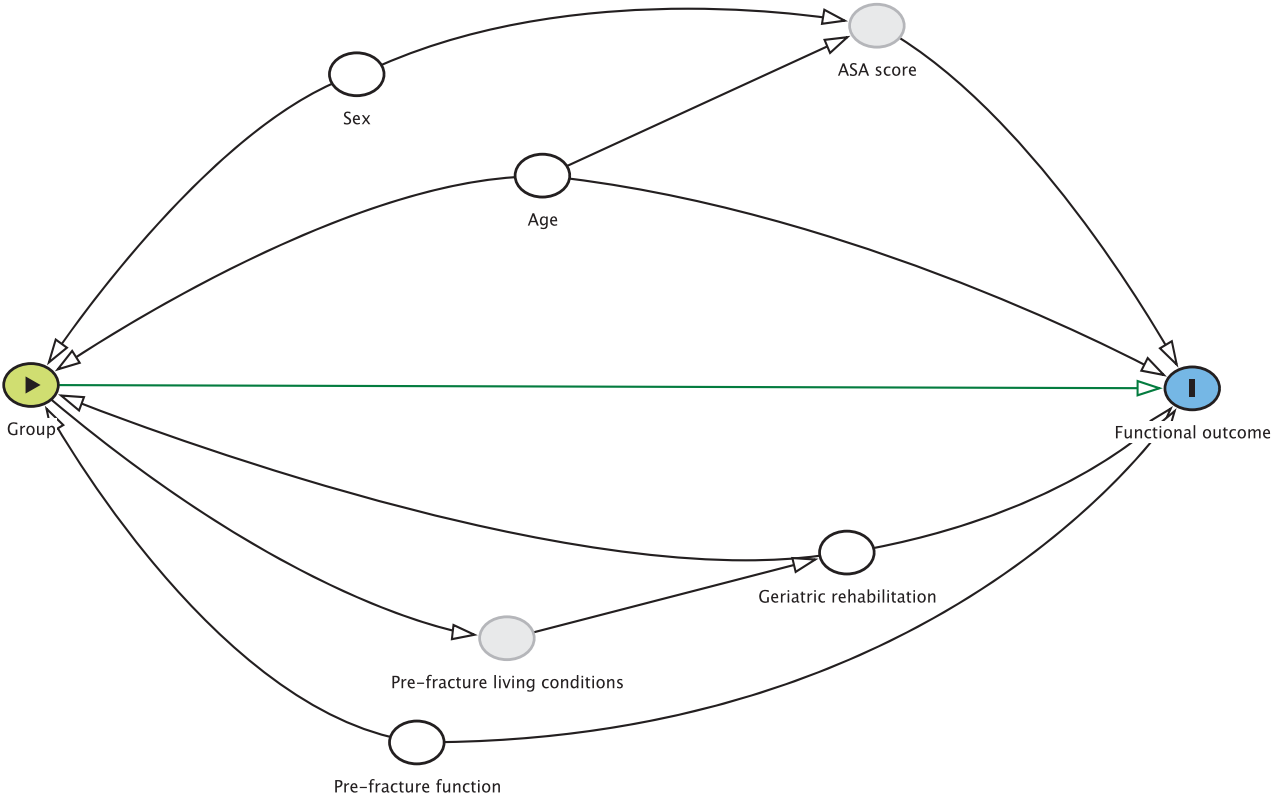 ASA score
Sex
Age
Group
Functional outcome
Geriatric rehabilitation
Pre-fracture living conditions
Pre-fracture function